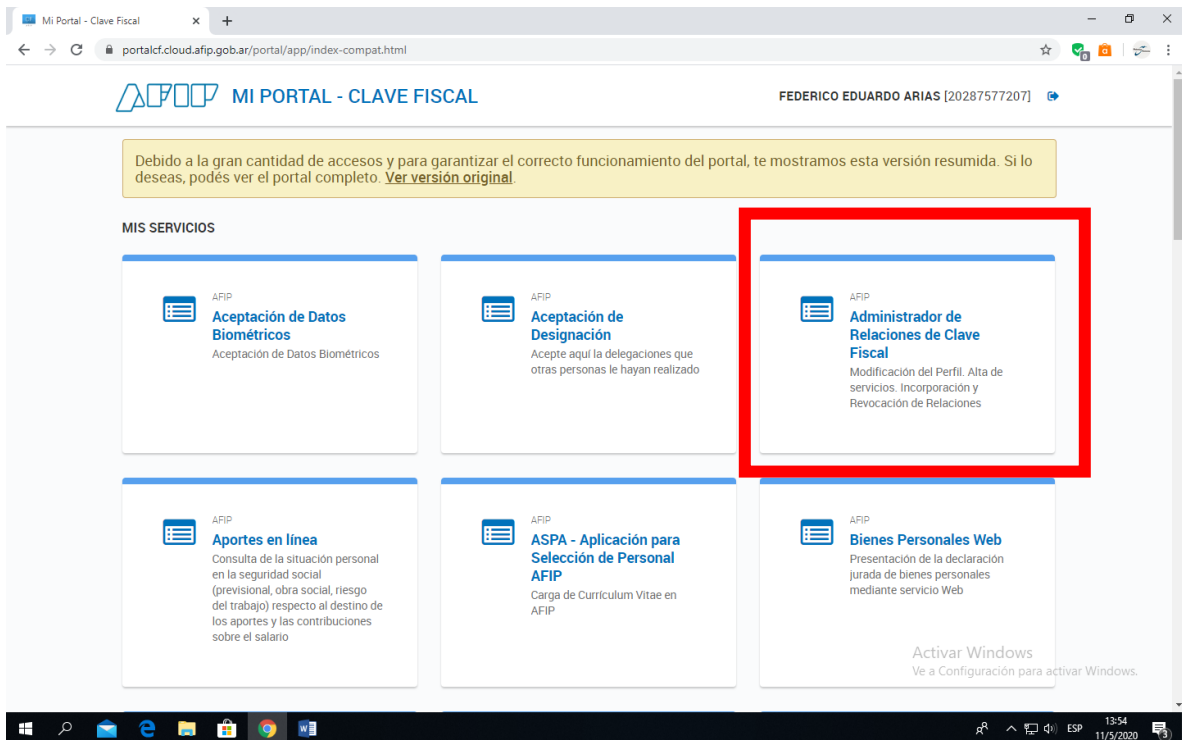 Mi Portal - Clave Fiscal
portalcf.cloud.afip.gob.ar/portal/app/index-compat.html
0
a
AFIP MI PORTAL - CLAVE FISCAL
FEDERICO EDUARDO ARIAS [20287577207]
Debido a la gran cantidad de accesos y para garantizar el correcto funcionamiento del portal, te mostramos esta versión resumida. Si lo
deseas, podés ver el portal completo. Ver versión original.
MIS SERVICIOS
AFIP
Aceptación de Datos
Biométricos
Aceptación de Datos Biométricos
AFIP
Aceptación de
Designación
Acepte aquí la delegaciones que
otras personas le hayan realizado
AFIP
Administrador de
Relaciones de Clave
Fiscal
Modificación del Perfil. Alta de
servicios. Incorporación y
Revocación de Relaciones
AFIP
Aportes en línea
Consulta de la situación personal
en la seguridad social
(previsional, obra social, riesgo
del trabajo) respecto al destino de
los aportes y las contribuciones
sobre el salario
AFIP
ASPA - Aplicación para
Selección de Personal
AFIP
Carga de Currículum Vitae en
AFIP
AFIP
Bienes Personales Web
Presentación de la declaración
jurada de bienes personales
mediante servicio Web
Activar Windows
Ve a Configuración para activar Windows.
ESP
13:54
11/5/2020
3